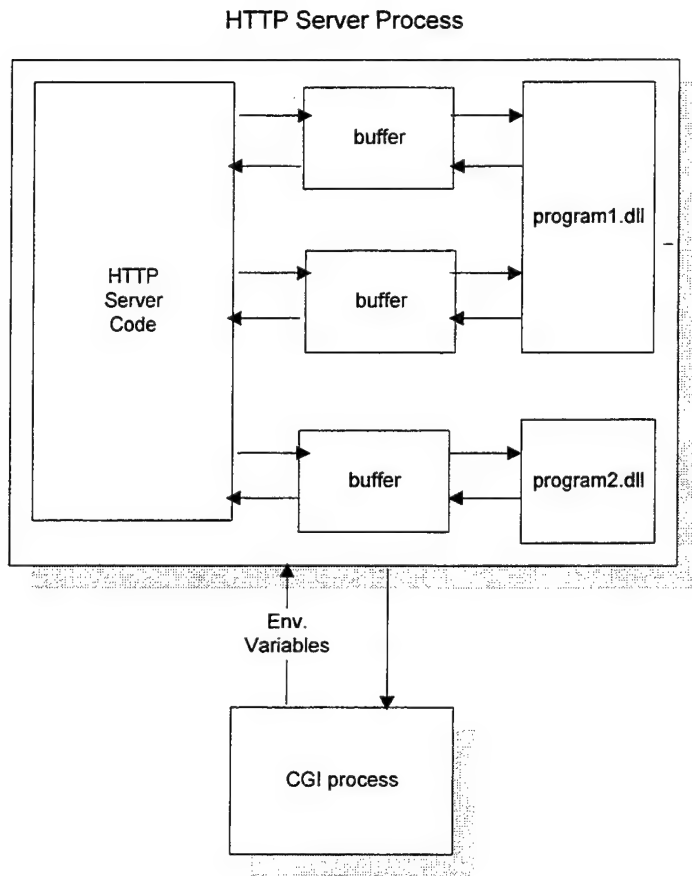 HTTP Server Process
buffer
program1.dll
HTTP
Server
Code
buffer
buffer
program2.dll
Env.
Variables
CGI process